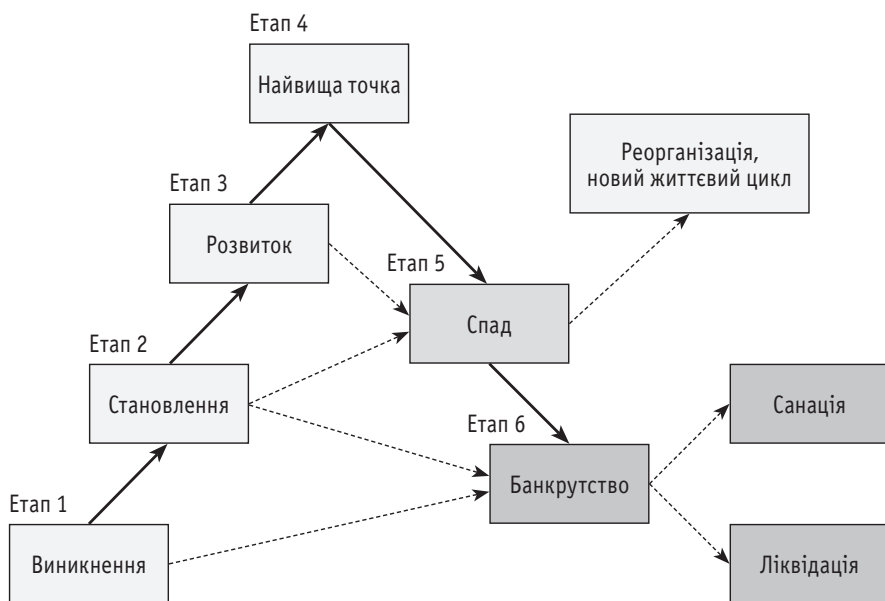 Етап 4
Найвища точка
Реорганізація,
новий життєвий цикл
Етап 3
Розвиток
Етап 5
Спад
Етап 2
Становлення
Санація
Етап 6
Банкрутство
Етап 1
Виникнення
Ліквідація